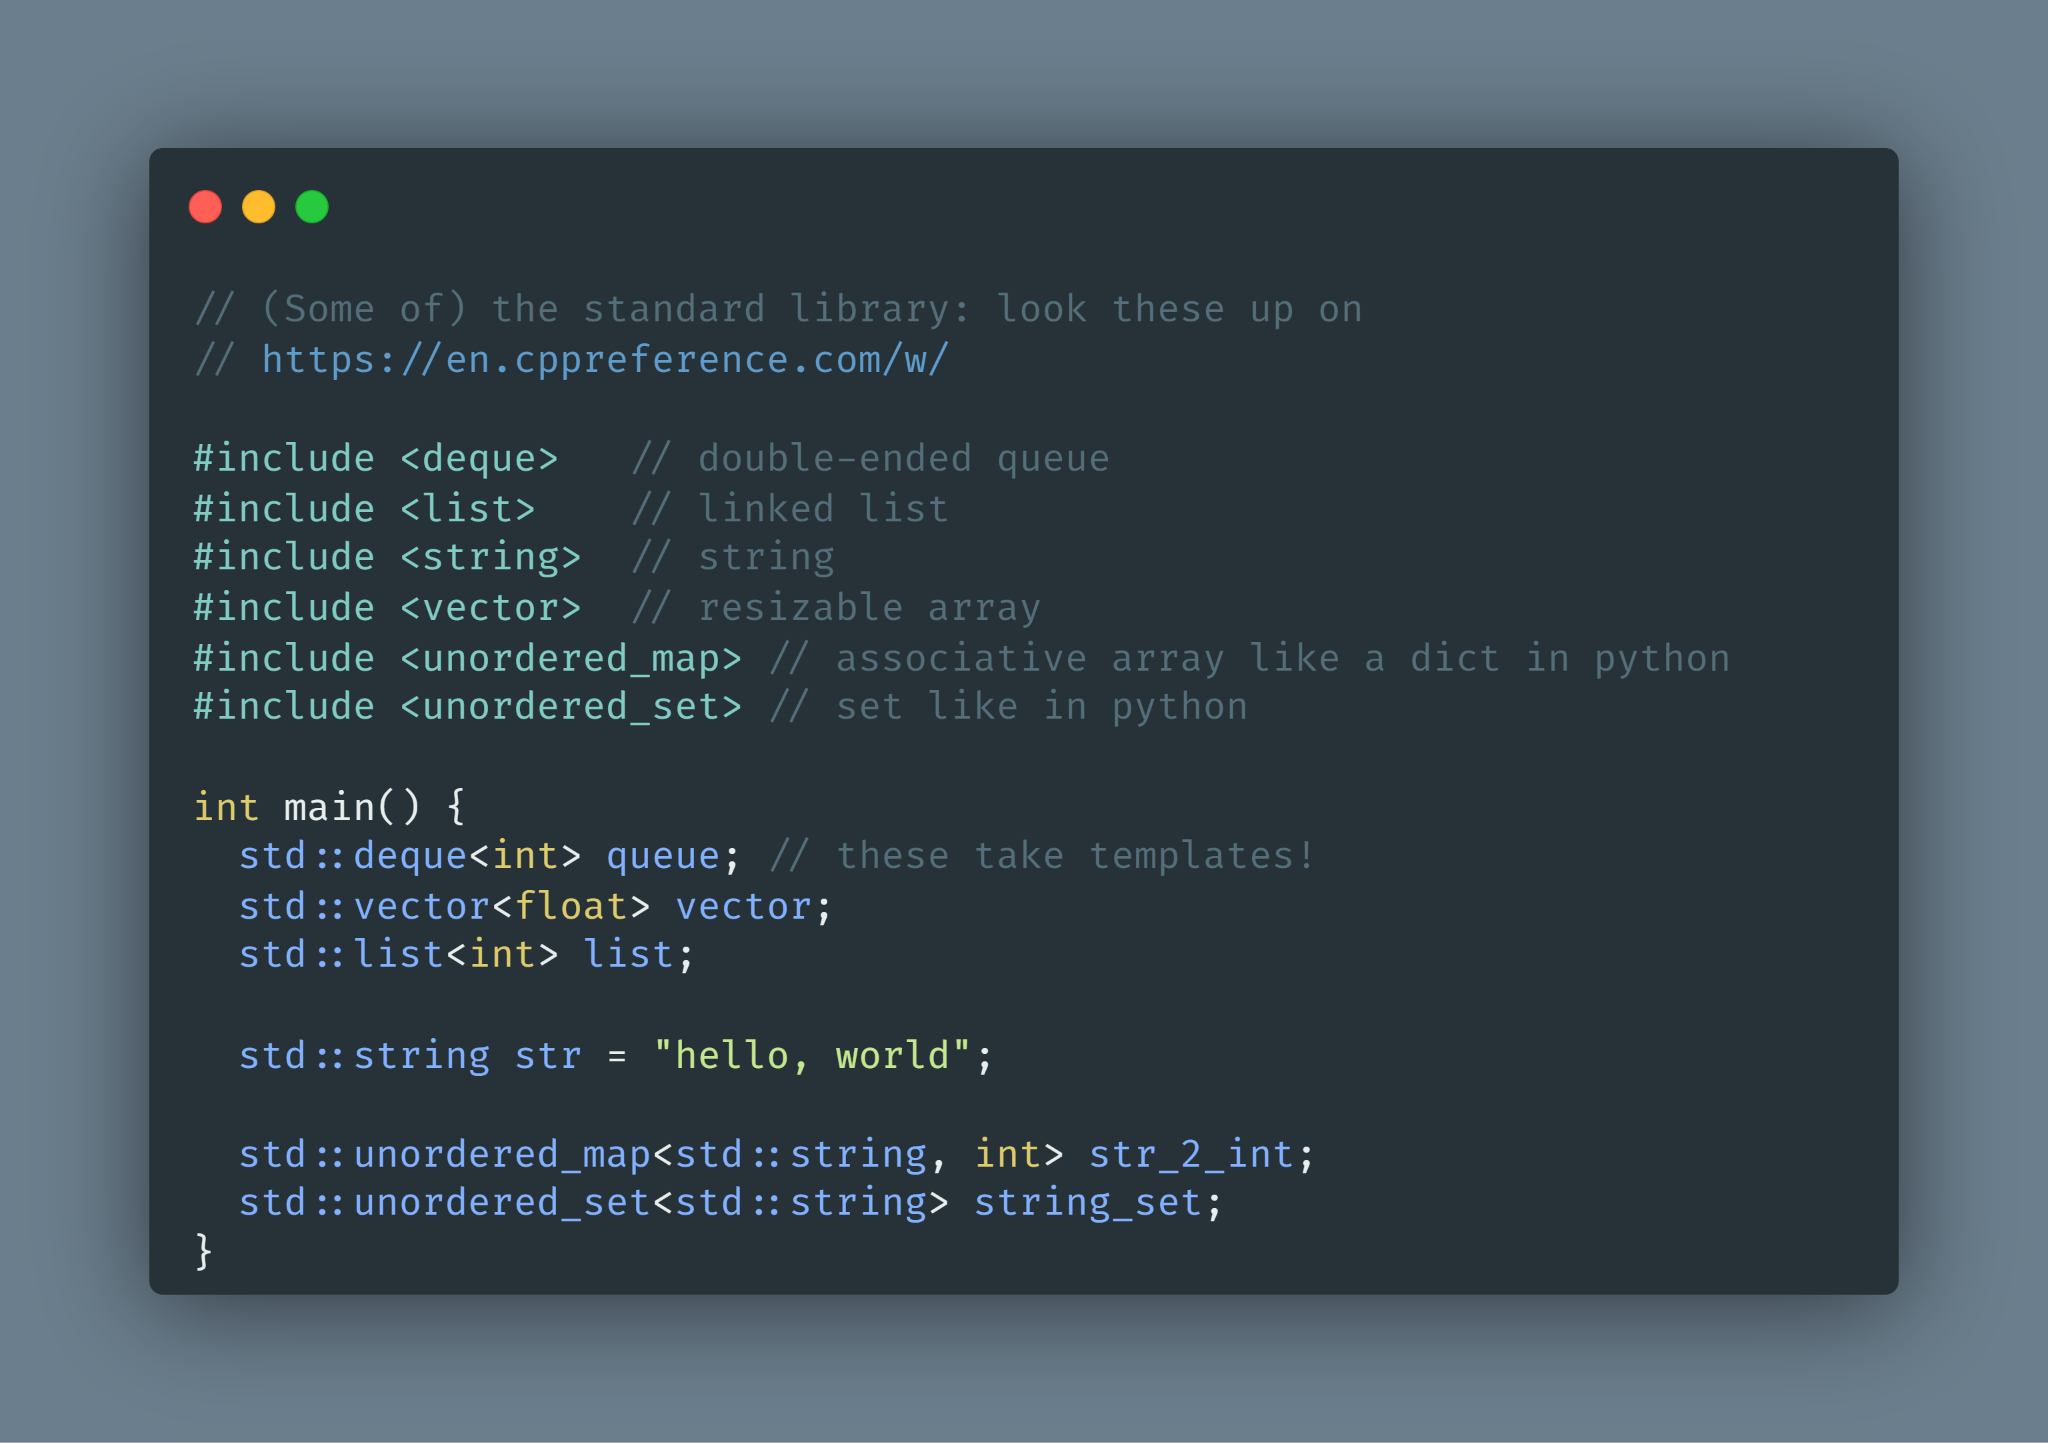 // (Some of) the standard library: look these up on
// https://en.cppreference.com/w/
#include <deque>   // double-ended queue
#include <list>    // linked list
#include <string>  // string
#include <vector>  // resizable array
#include <unordered_map> // associative array like a dict in python
#include <unordered_set> // set like in python
int main() {
  std::deque<int> queue; // these take templates!
  std::vector<float> vector;
  std::list<int> list;
  std::string str = "hello, world";
  std::unordered_map<std::string, int> str_2_int;
  std::unordered_set<std::string> string_set;
}